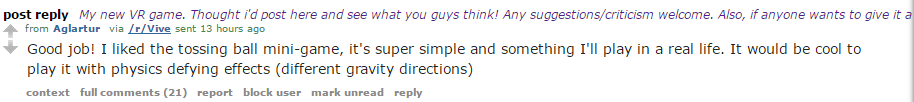 post reply My new VR game. Thought i'd post here and see what you guys think! Any suggestions/criticism welcome. Also, if anyone wants to give it a
from Aglartur via /r/Vive sent 13 hours ago
Good job! I liked the tossing ball mini-game, it's super simple and something I'll play in a real life. It would be cool to
play it with physics defying effects (different gravity directions)
context full comments (21) report block user mark unread reply